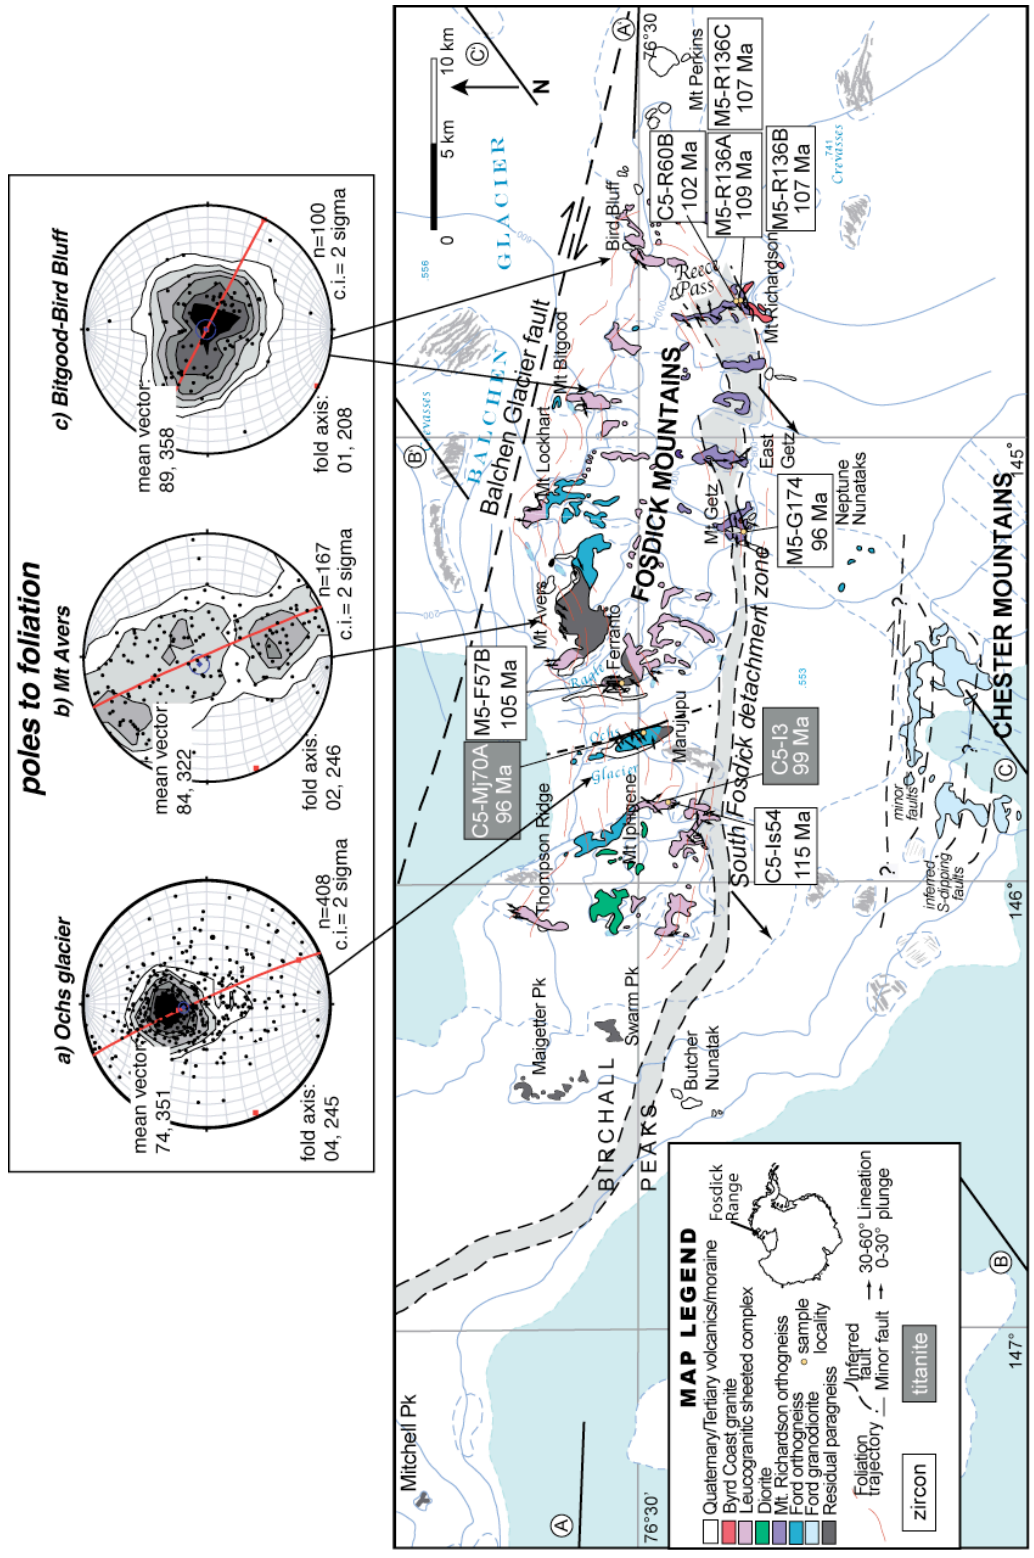 poles to foliation
a) Ochs glacier
mean vector:
74, 351
fold axis:
04, 245
n=408
c.i.= 2 sigma
b) Mt Avers
mean vector:
84, 322
fold axis:
02, 246
n=167
c.i.= 2 sigma
c) Bitgood-Bird Bluff
mean vector:
89, 358
fold axis:
01, 208
n=100
c.i.= 2 sigma
Mitchell Pk
A
76°30'
147°
B
146°
C
145°
B'
C'
A'
76°30
N
0
5 km
10 km
BIRCHALL
PEAKS
Maigetter Pk
Swarm Pk
Butcher
Nunatak
Thompson Ridge
Mt Iphigene
Ochs
Glacier
Marujupu
Ragle
Ferranto
Mt Avers
Mt Lockhart
Mt Bitgood
Bird Bluff
Reece
Pass
Mt Richardson
Mt Perkins
Mt Getz
East
Getz
Neptune
Nunataks
FOSDICK MOUNTAINS
CHESTER MOUNTAINS
BALCHEN
GLACIER
Balchen Glacier fault
South Fosdick detachment zone
Crevasses
Crevasses
.556
.553
741
200
600
1000
minor
faults
inferred
S-dipping
faults
?
?
?
?
C5-Mj70A
96 Ma
M5-F57B
105 Ma
C5-Is54
115 Ma
C5-I3
99 Ma
M5-G174
96 Ma
C5-R60B
102 Ma
M5-R136A
109 Ma
M5-R136C
107 Ma
M5-R136B
107 Ma
MAP LEGEND
Quaternary/Tertiary volcanics/moraine
Byrd Coast granite
Leucogranitic sheeted complex
Diorite
Mt. Richardson orthogneiss
Ford orthogneiss
Ford granodiorite
Residual paragneiss
sample
locality
Fosdick
Range
Foliation
trajectory
Inferred
fault
Minor fault
30-60° Lineation
0-30° plunge
zircon
titanite